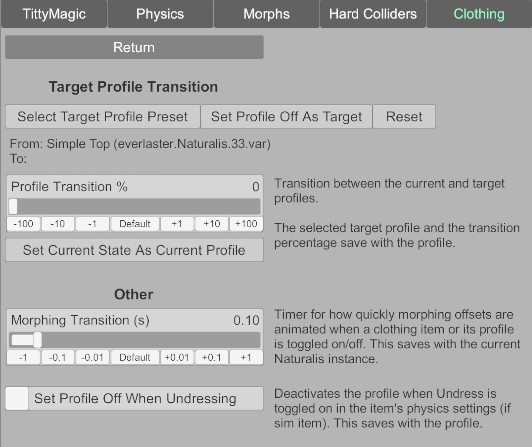 TittyMagic
Physics
Morphs
Hard Colliders
Clothing
Return
Target Profile Transition
Select Target Profile Preset
Set Profile Off As Target
Reset
From: Simple Top (everlaster.Naturalis.33.var)
To:
Profile Transition % 0
-100 -10 -1 Default +1 +10 +100
Transition between the current and target
profiles.
The selected target profile and the transition
percentage save with the profile.
Set Current State As Current Profile
Other
Morphing Transition (s) 0.10
-1 -0.1 -0.01 Default +0.01 +0.1 +1
Timer for how quickly morphing offsets are
animated when a clothing item or its profile
is toggled on/off. This saves with the current
Naturalis instance.
Set Profile Off When Undressing
Deactivates the profile when Undress is
toggled on in the item's physics settings (if
sim item). This saves with the profile.